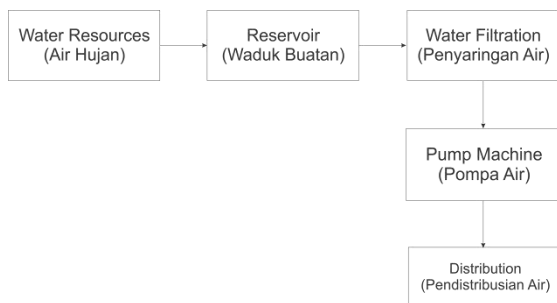 Water Resources
(Air Hujan)
Reservoir
(Waduk Buatan)
Water Filtration
(Penyaringan Air)
Pump Machine
(Pompa Air)
Distribution
(Pendistribusian Air)